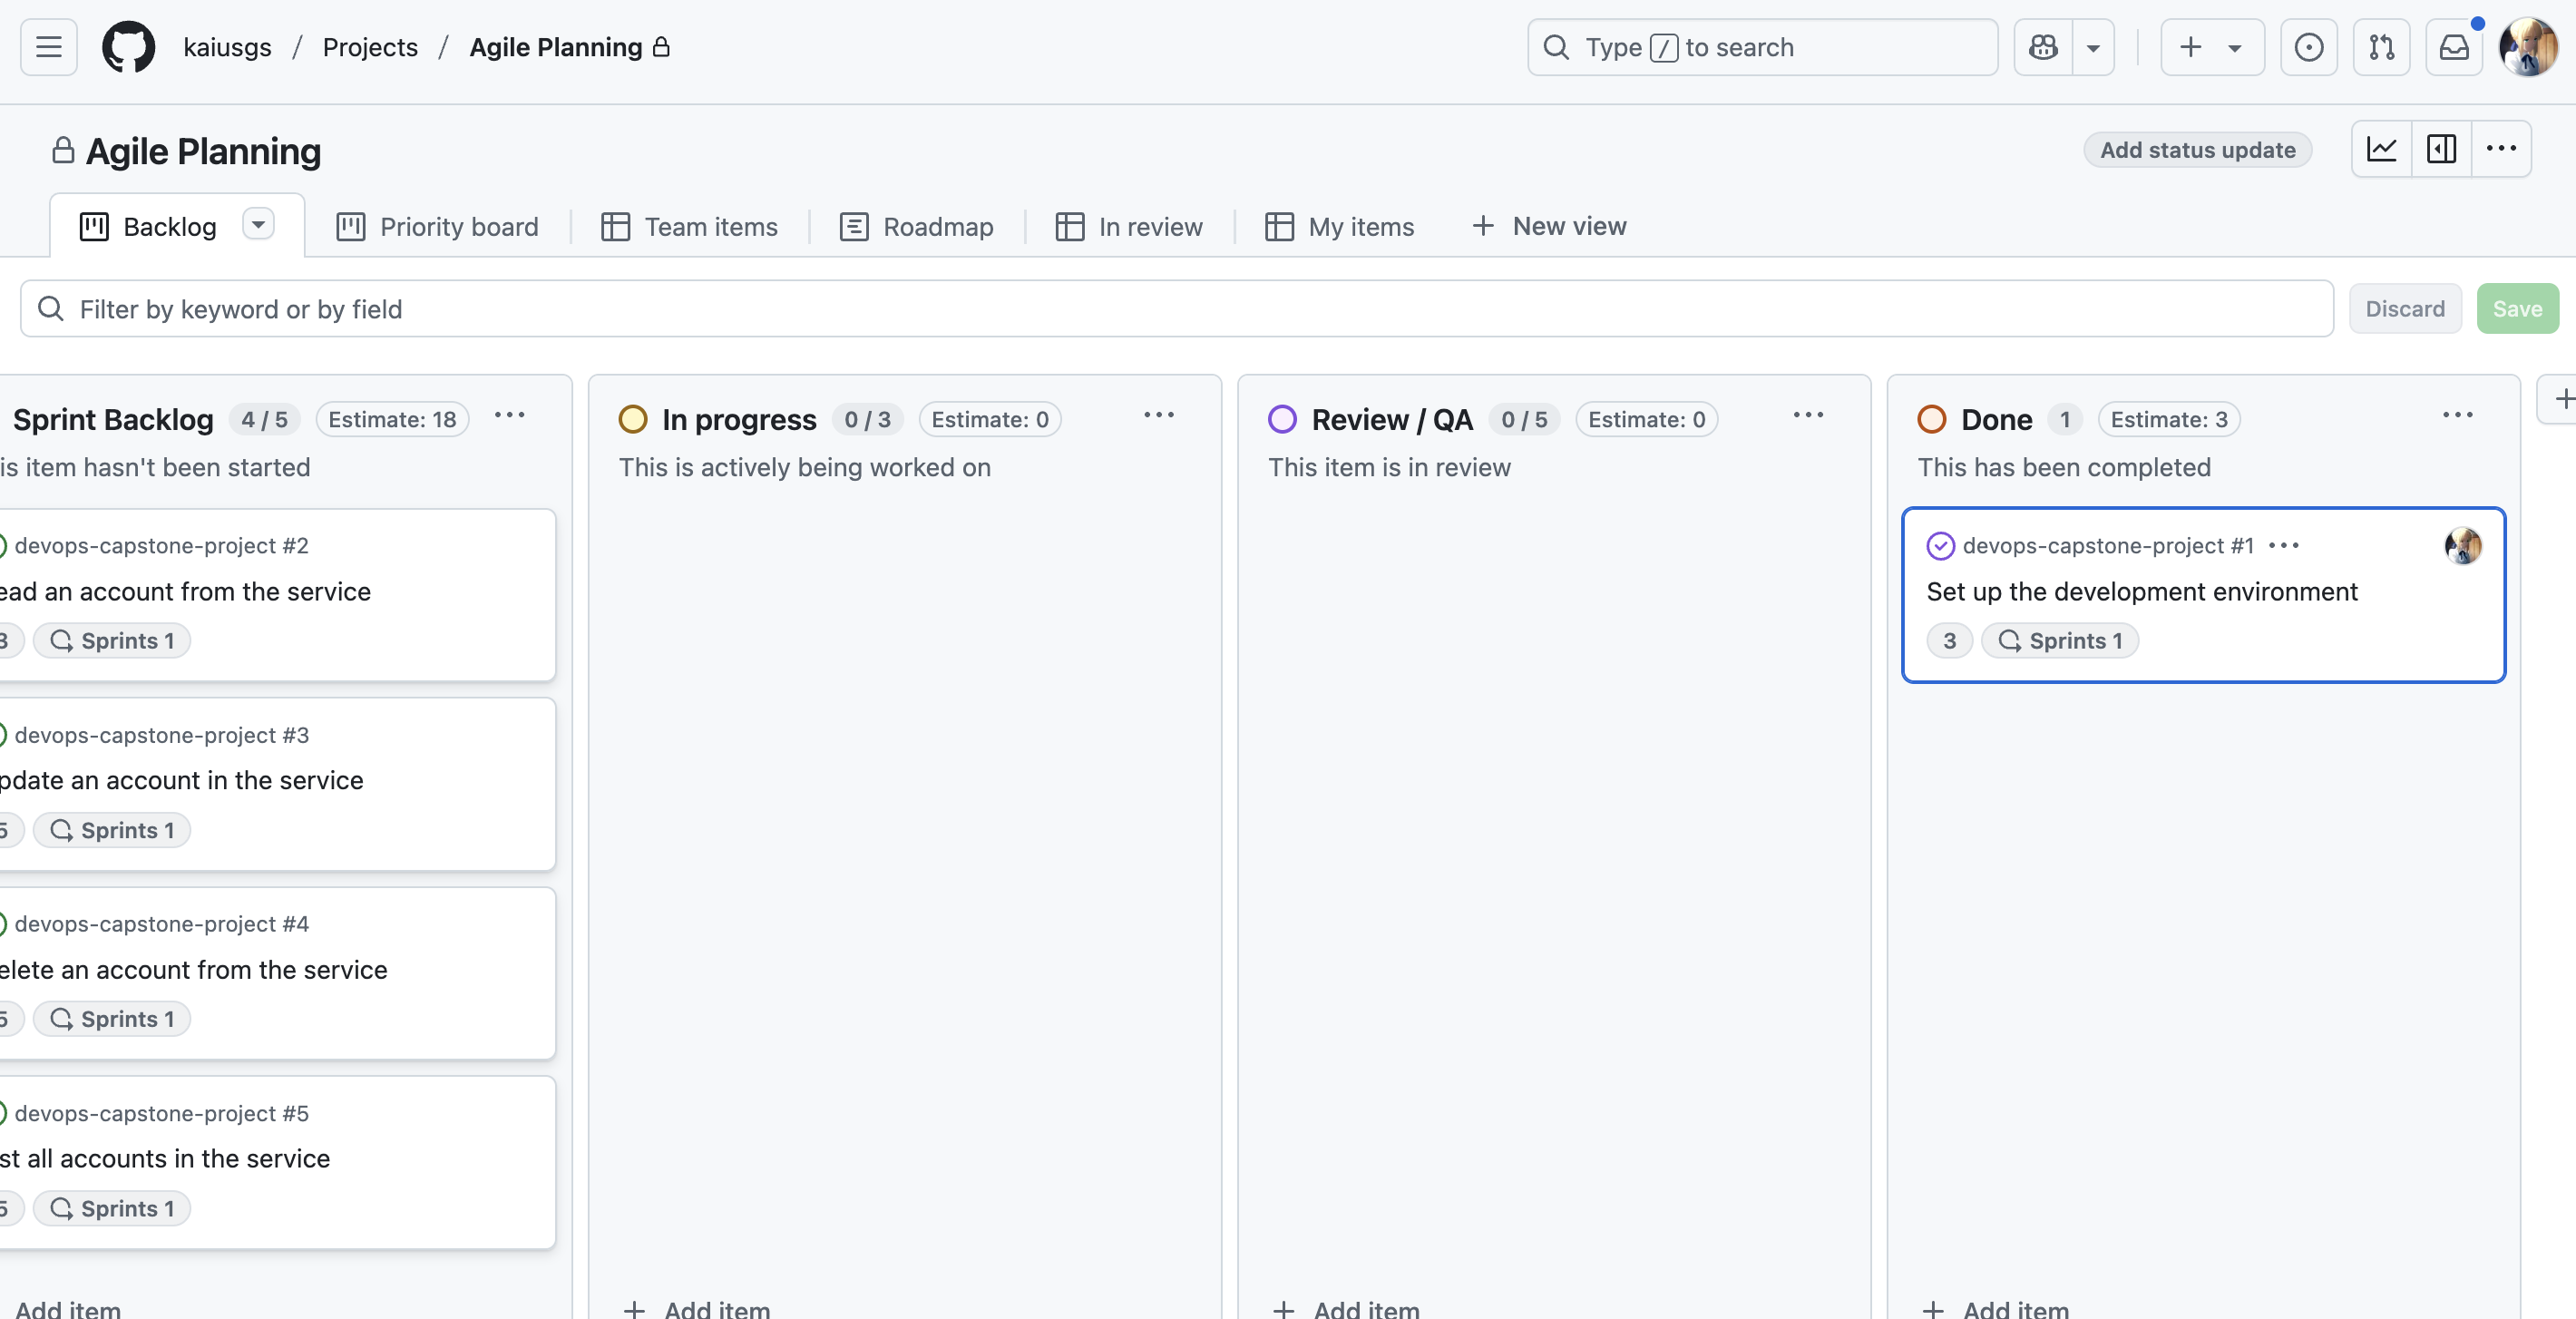 kaiusgs / Projects / Agile Planning
Type / to search
Agile Planning
Add status update
Backlog
Priority board
Team items
Roadmap
In review
My items
New view
Filter by keyword or by field
Discard
Save
Sprint Backlog 4 / 5 Estimate: 18
is item hasn't been started
devops-capstone-project #2
ead an account from the service
3 Sprints 1
devops-capstone-project #3
pdate an account in the service
5 Sprints 1
devops-capstone-project #4
elete an account from the service
5 Sprints 1
devops-capstone-project #5
st all accounts in the service
5 Sprints 1
Add item
In progress 0 / 3 Estimate: 0
This is actively being worked on
+ Add item
Review / QA 0 / 5 Estimate: 0
This item is in review
+ Add item
Done 1 Estimate: 3
This has been completed
devops-capstone-project #1
Set up the development environment
3 Sprints 1
+ Add item